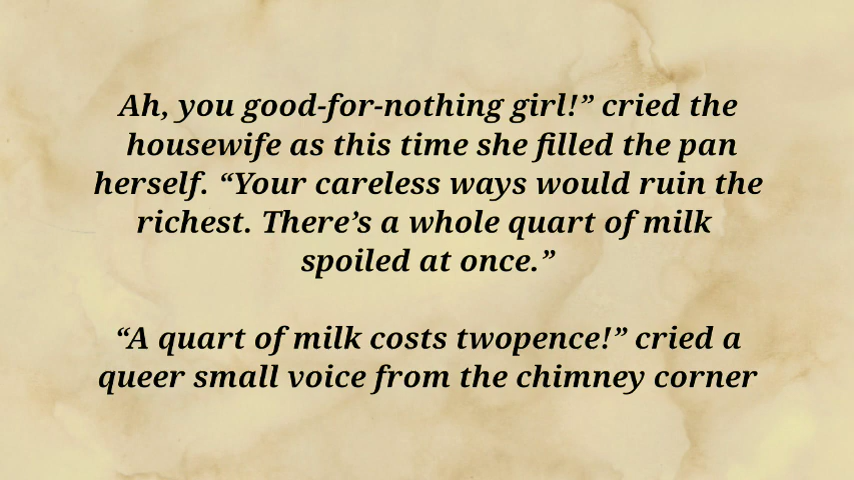 Ah, you good-for-nothing girl!” cried the
housewife as this time she filled the pan
herself. “Your careless ways would ruin the
richest. There’s a whole quart of milk
spoiled at once.”
“A quart of milk costs twopence!” cried a
queer small voice from the chimney corner